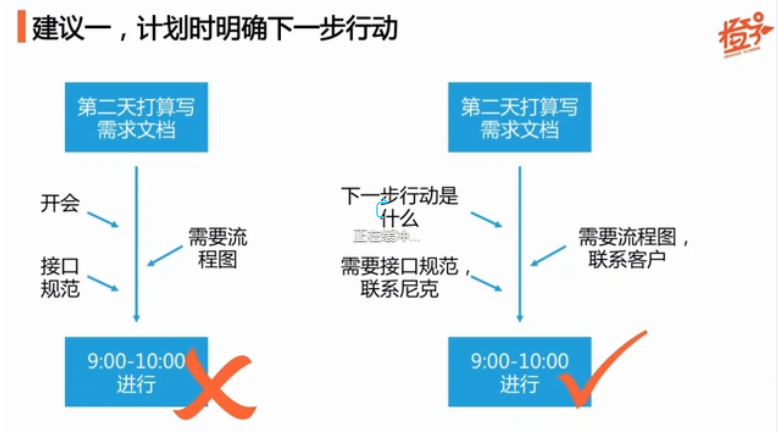 建议一，计划时明确下一步行动
橙子
第二天打算写
需求文档
开会
接口
规范
需要流
程图
9:00-10:00
进行
第二天打算写
需求文档
下一步行动是
什么
正在缓冲...
需要接口规范，
联系尼克
需要流程图，
联系客户
9:00-10:00
进行